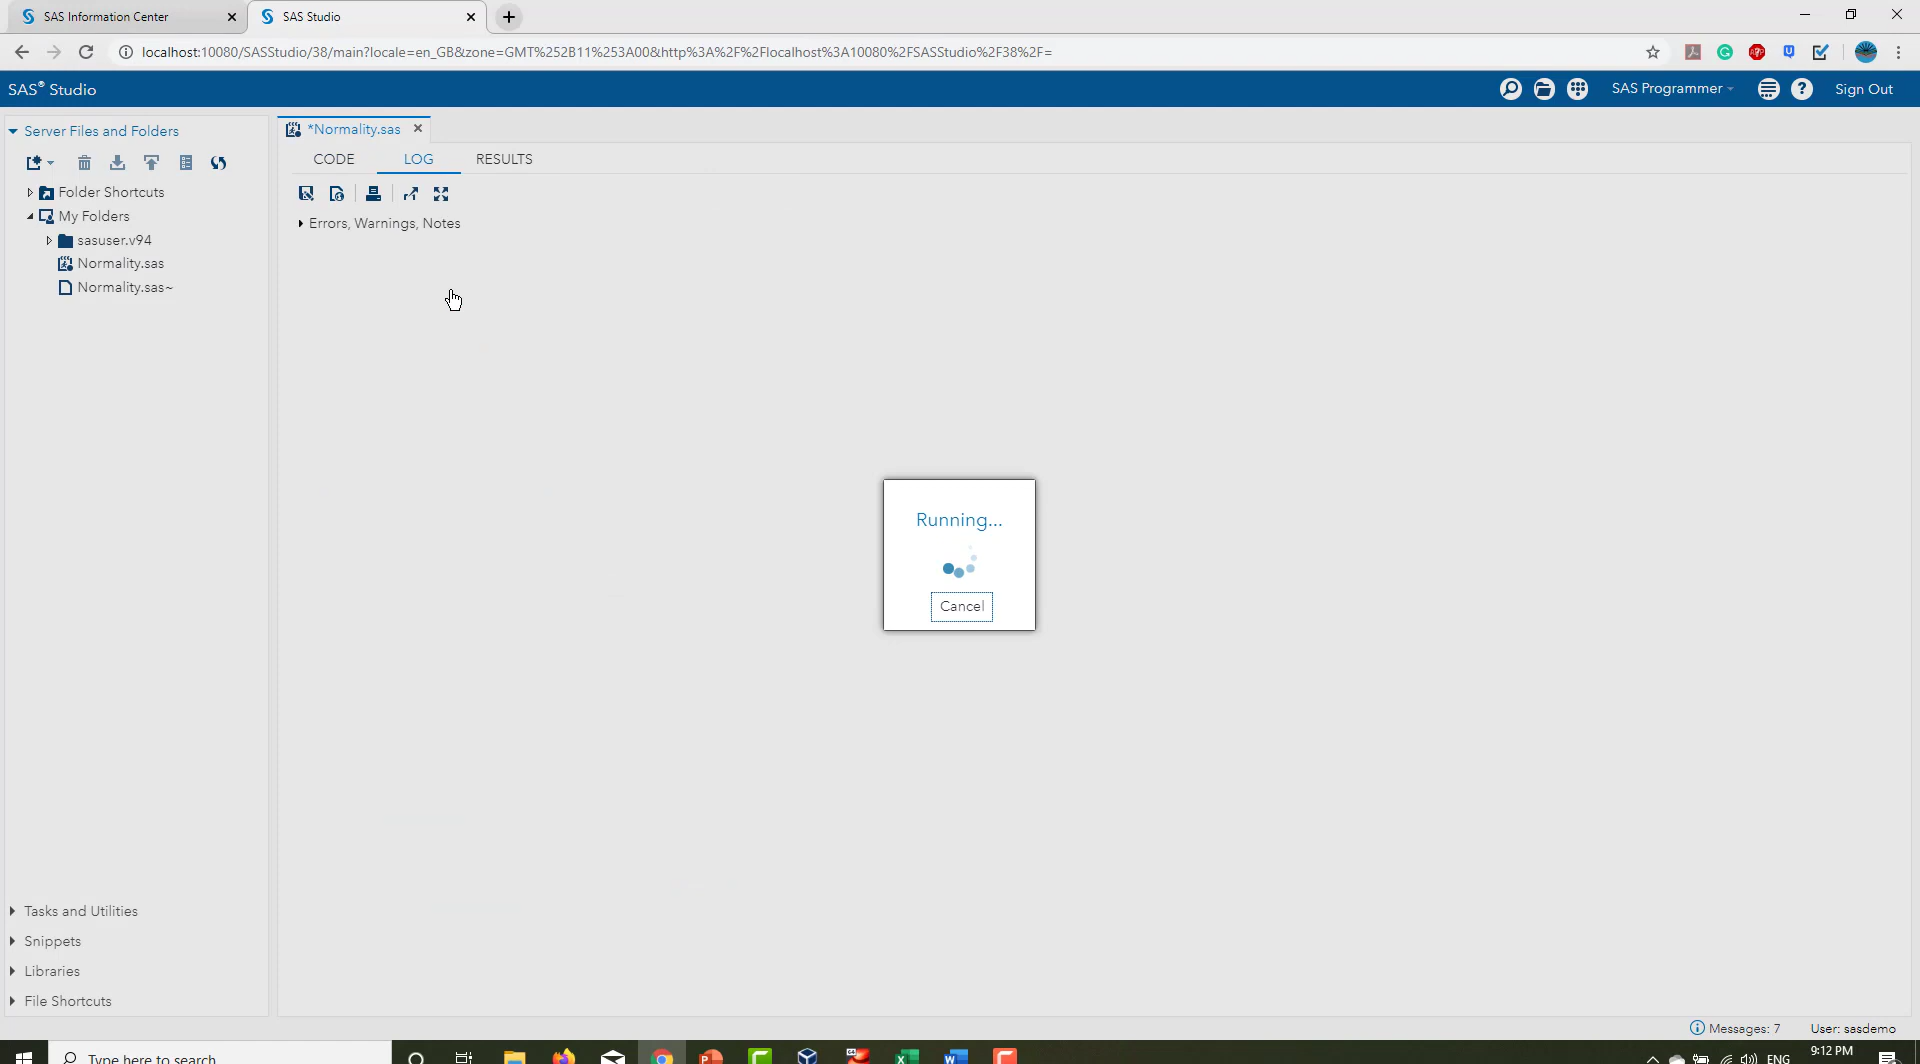 SAS Information Center
SAS Studio
localhost:10080/SASStudio/38/main?locale=en_GB&zone=GMT%252B11%253A00&http%3A%2F%2Flocalhost%3A10080%2FSASStudio%2F38%2F=
SAS® Studio
SAS Programmer
Sign Out
Server Files and Folders
Folder Shortcuts
My Folders
sasuser.v94
Normality.sas
Normality.sas~
Tasks and Utilities
Snippets
Libraries
File Shortcuts
*Normality.sas
CODE
LOG
RESULTS
Errors, Warnings, Notes
Running...
Cancel
Messages: 7
User: sasdemo
Type here to search
ENG
9:12 PM